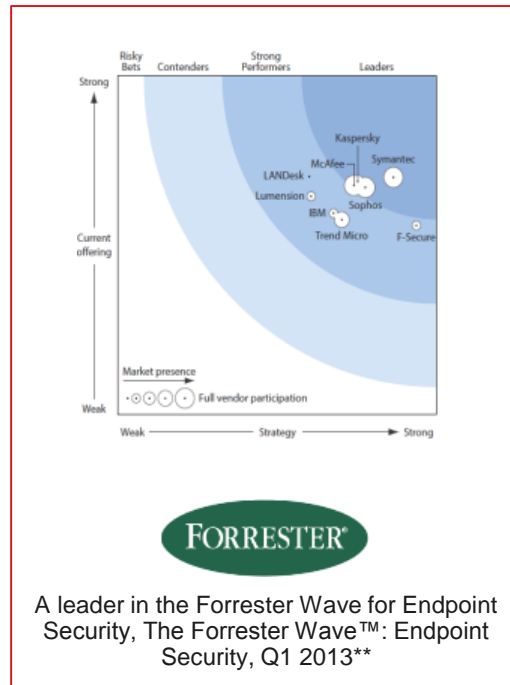 Risky Bets Contenders Strong Performers Leaders
Strong
Kaspersky
McAfee Symantec
LANDesk
Lumension Sophos
IBM
Trend Micro F-Secure
Current offering
Market presence
Full vendor participation
Weak
Weak Strategy Strong
FORRESTER®
A leader in the Forrester Wave for Endpoint
Security, The Forrester Wave™: Endpoint
Security, Q1 2013**